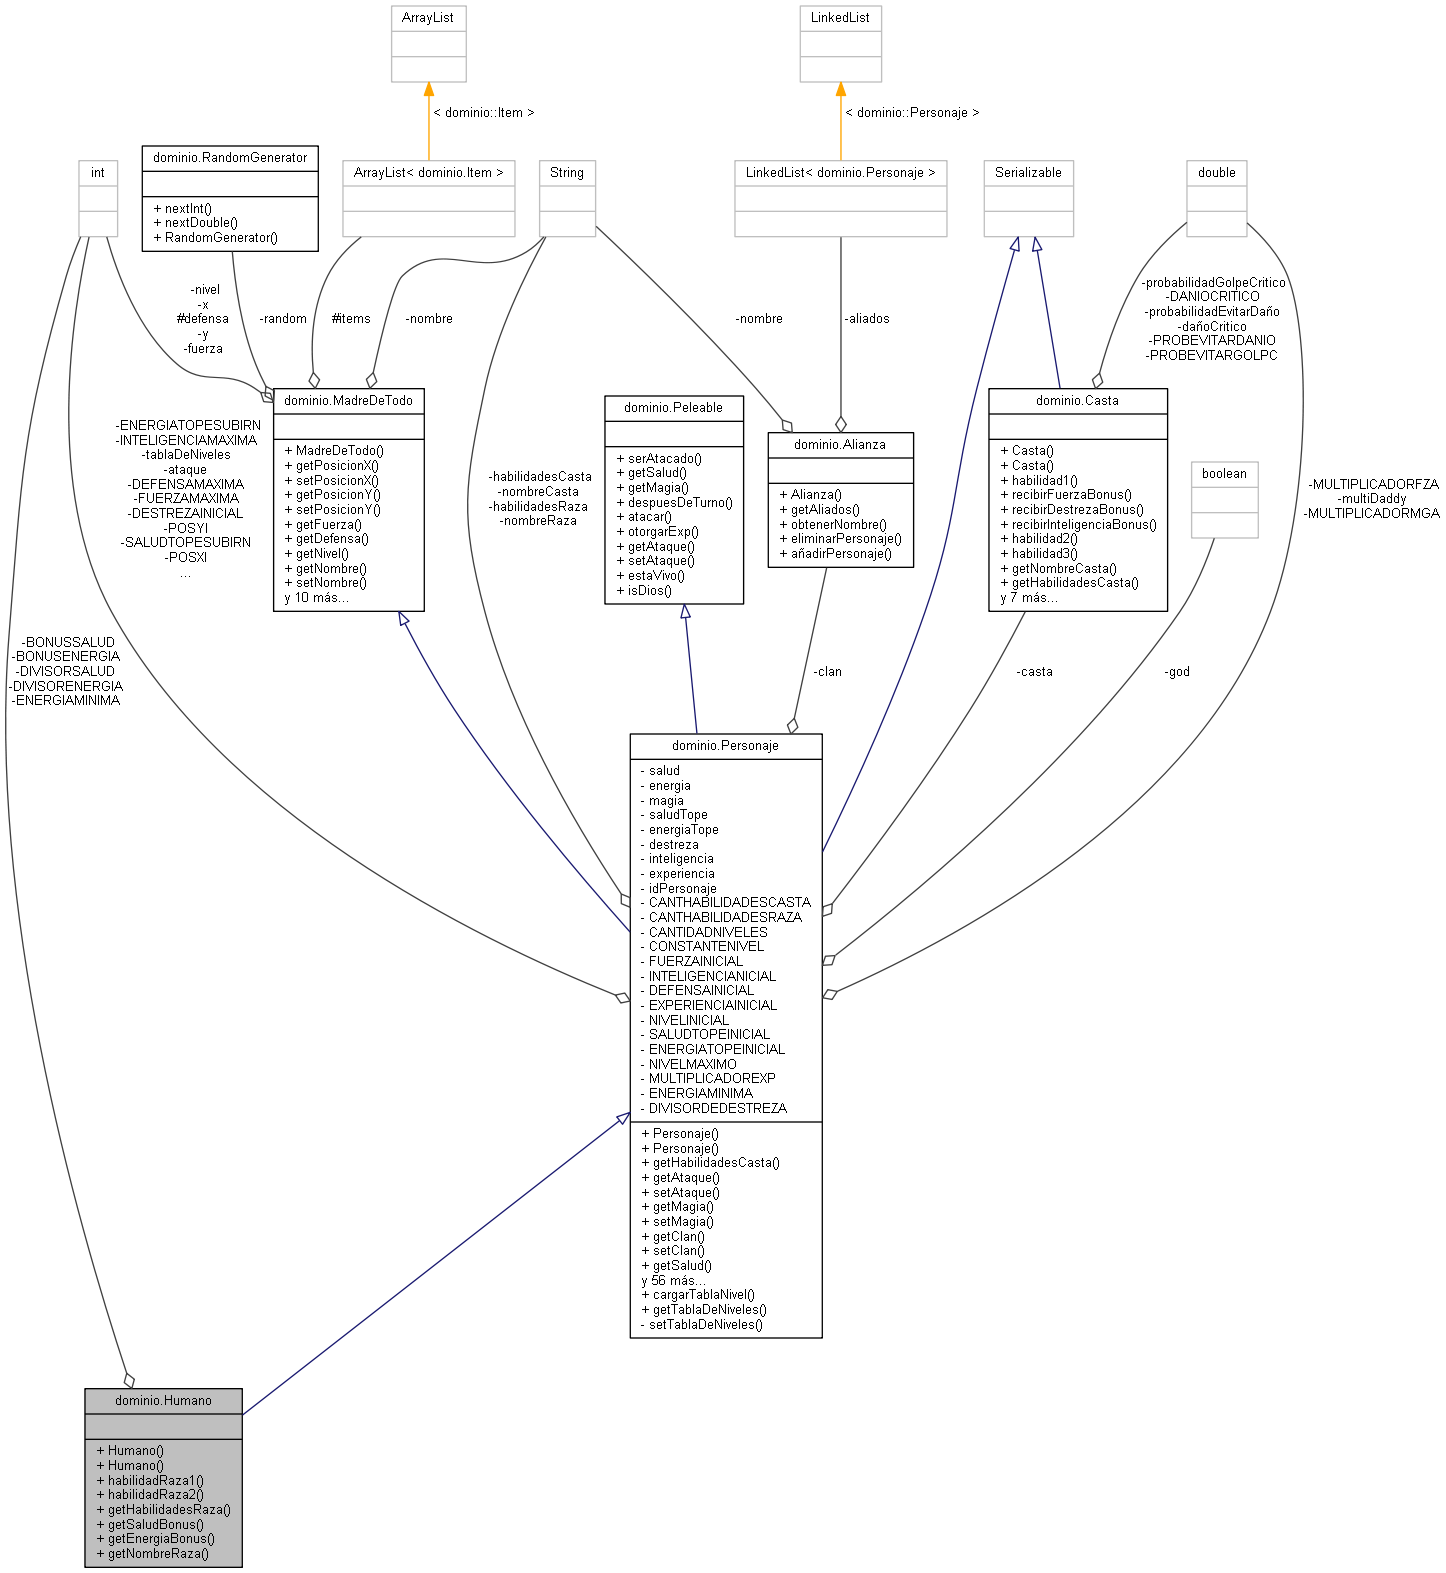 ArrayList
LinkedList
< dominio::Item >
< dominio::Personaje >
int
dominio.RandomGenerator
+ nextInt()
+ nextDouble()
+ RandomGenerator()
ArrayList< dominio.Item >
String
LinkedList< dominio.Personaje >
Serializable
double
-nivel
-x
#defensa
-y
-fuerza
-random
#items
-nombre
-nombre
-aliados
-probabilidadGolpeCritico
-DANIOCRITICO
-probabilidadEvitarDaño
-dañoCritico
-PROBEVITARDANIO
-PROBEVITARGOLPC
dominio.MadreDeTodo
+ MadreDeTodo()
+ getPosicionX()
+ setPosicionX()
+ getPosicionY()
+ setPosicionY()
+ getFuerza()
+ getDefensa()
+ getNivel()
+ getNombre()
+ setNombre()
y 10 más...
dominio.Peleable
+ serAtacado()
+ getSalud()
+ getMagia()
+ despuesDeTurno()
+ atacar()
+ otorgarExp()
+ getAtaque()
+ setAtaque()
+ estaVivo()
+ isDios()
dominio.Alianza
+ Alianza()
+ getAliados()
+ obtenerNombre()
+ eliminarPersonaje()
+ añadirPersonaje()
dominio.Casta
+ Casta()
+ Casta()
+ habilidad1()
+ recibirFuerzaBonus()
+ recibirDestrezaBonus()
+ recibirInteligenciaBonus()
+ habilidad2()
+ habilidad3()
+ getNombreCasta()
+ getHabilidadesCasta()
y 7 más...
boolean
-ENERGIATOPESUBIRN
-INTELIGENCIAMAXIMA
-tablaDeNiveles
-ataque
-DEFENSAMAXIMA
-FUERZAMAXIMA
-DESTREZAINICIAL
-POSYI
-SALUDTOPESUBIRN
-POSXI
...
-habilidadesCasta
-nombreCasta
-habilidadesRaza
-nombreRaza
-MULTIPLICADORFZA
-multiDaddy
-MULTIPLICADORMGA
-BONUSSALUD
-BONUSENERGIA
-DIVISORSALUD
-DIVISORENERGIA
-ENERGIAMINIMA
-clan
-casta
-god
dominio.Personaje
- salud
- energia
- magia
- saludTope
- energiaTope
- destreza
- inteligencia
- experiencia
- idPersonaje
- CANTHABILIDADESCASTA
- CANTHABILIDADESRAZA
- CANTIDADNIVELES
- CONSTANTENIVEL
- FUERZAINICIAL
- INTELIGENCIANICIAL
- DEFENSAINICIAL
- EXPERIENCIAINICIAL
- NIVELINICIAL
- SALUDTOPEINICIAL
- ENERGIATOPEINICIAL
- NIVELMAXIMO
- MULTIPLICADOREXP
- ENERGIAMINIMA
- DIVISORDEDESTREZA
+ Personaje()
+ Personaje()
+ getHabilidadesCasta()
+ getAtaque()
+ setAtaque()
+ getMagia()
+ setMagia()
+ getClan()
+ setClan()
+ getSalud()
y 56 más...
+ cargarTablaNivel()
+ getTablaDeNiveles()
- setTablaDeNiveles()
dominio.Humano
+ Humano()
+ Humano()
+ habilidadRaza1()
+ habilidadRaza2()
+ getHabilidadesRaza()
+ getSaludBonus()
+ getEnergiaBonus()
+ getNombreRaza()